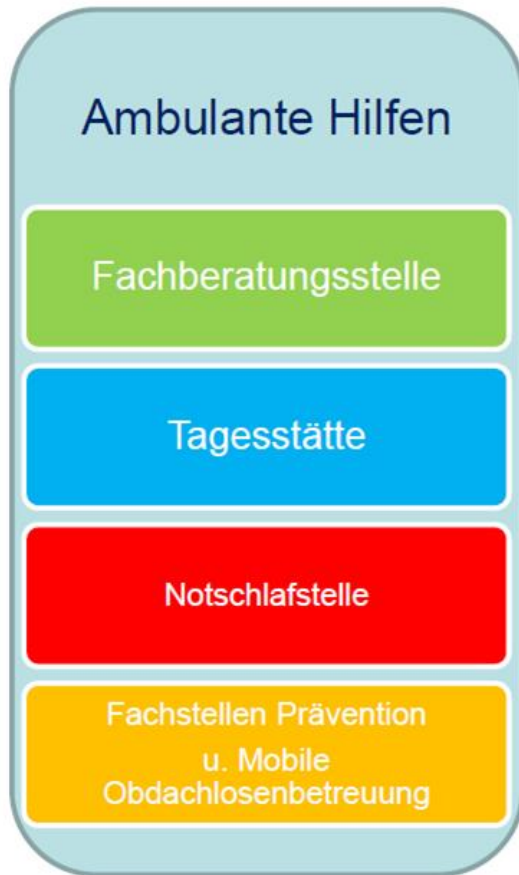 Ambulante Hilfen
Fachberatungsstelle
Tagesstätte
Notschlafstelle
Fachstellen Prävention
u. Mobile
Obdachlosenbetreuung